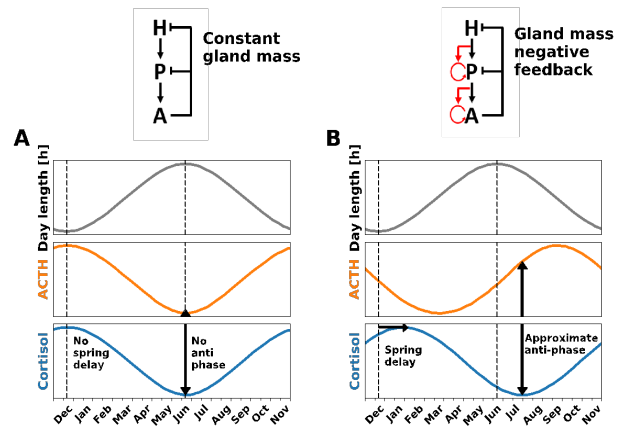 H
P
A
Constant
gland mass
H
P
A
Gland mass
negative
feedback
A
B
Day length [h]
ACTH
Cortisol
No
spring
delay
No
anti
phase
Dec Jan Feb Mar Apr May Jun Jul Aug Sep Oct Nov
Day length [h]
ACTH
Cortisol
Spring
delay
Approximate
anti-phase
Dec Jan Feb Mar Apr May Jun Jul Aug Sep Oct Nov